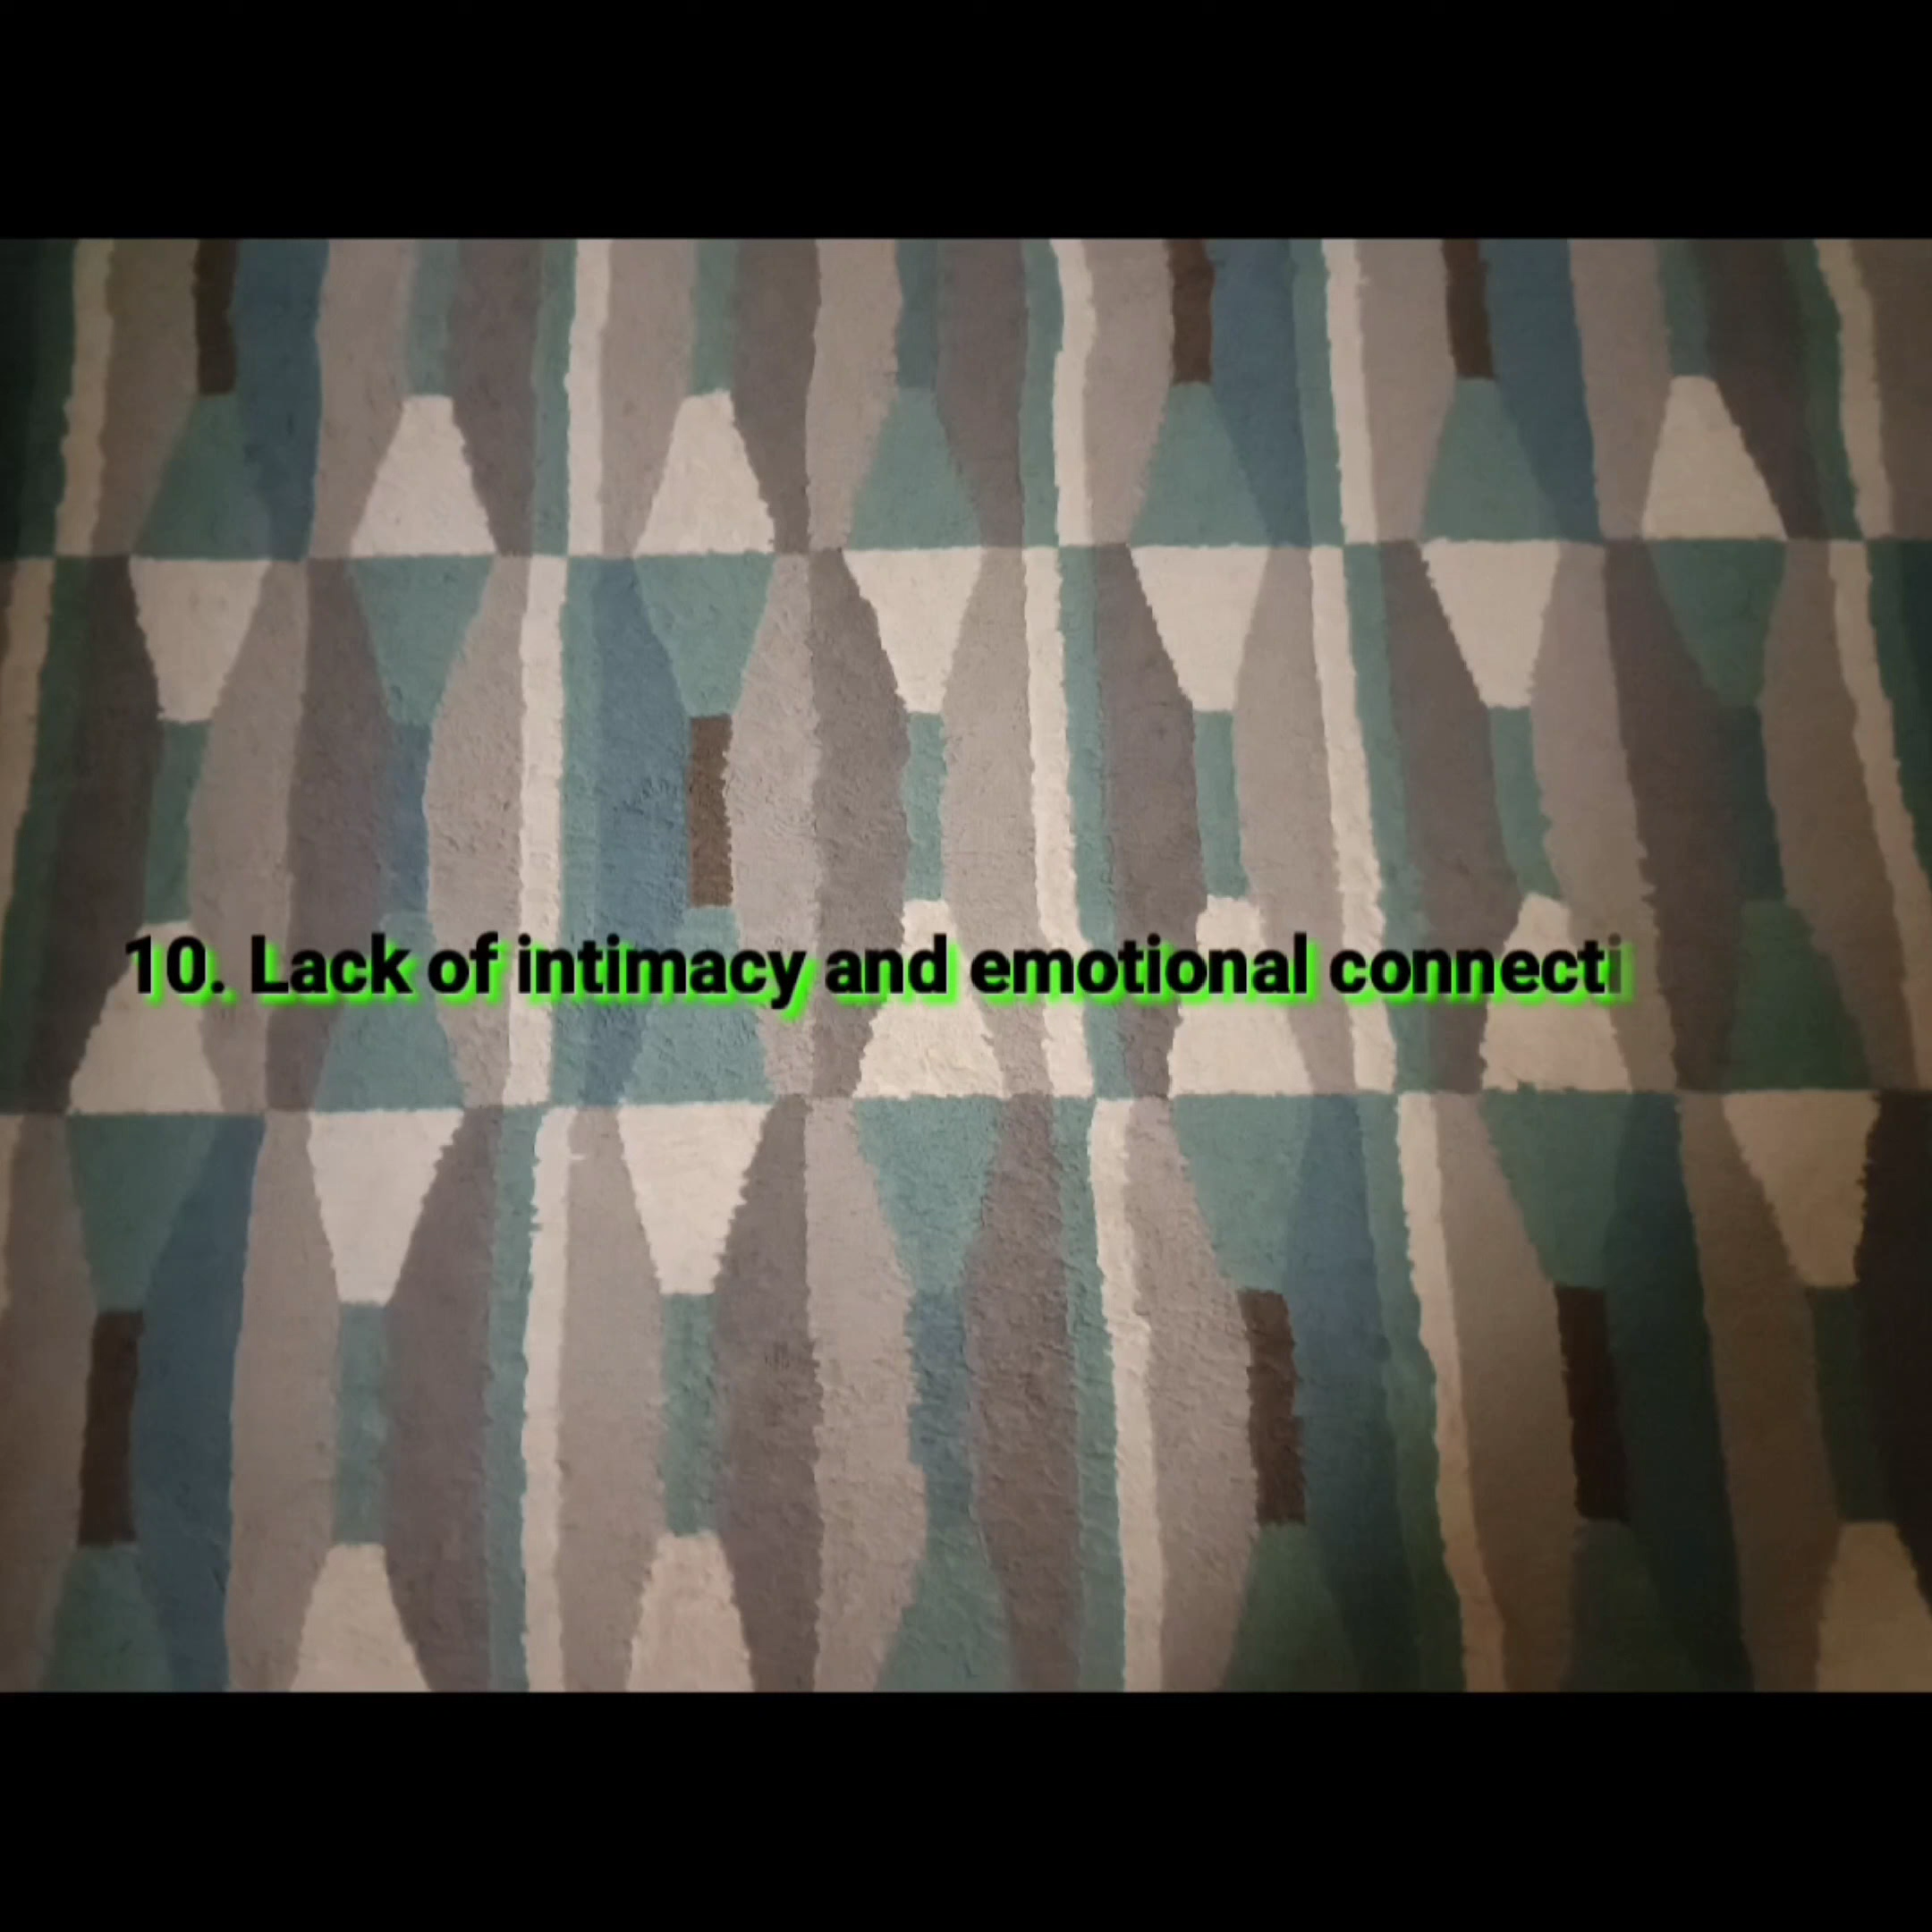 10. Lack of intimacy and emotional connecti